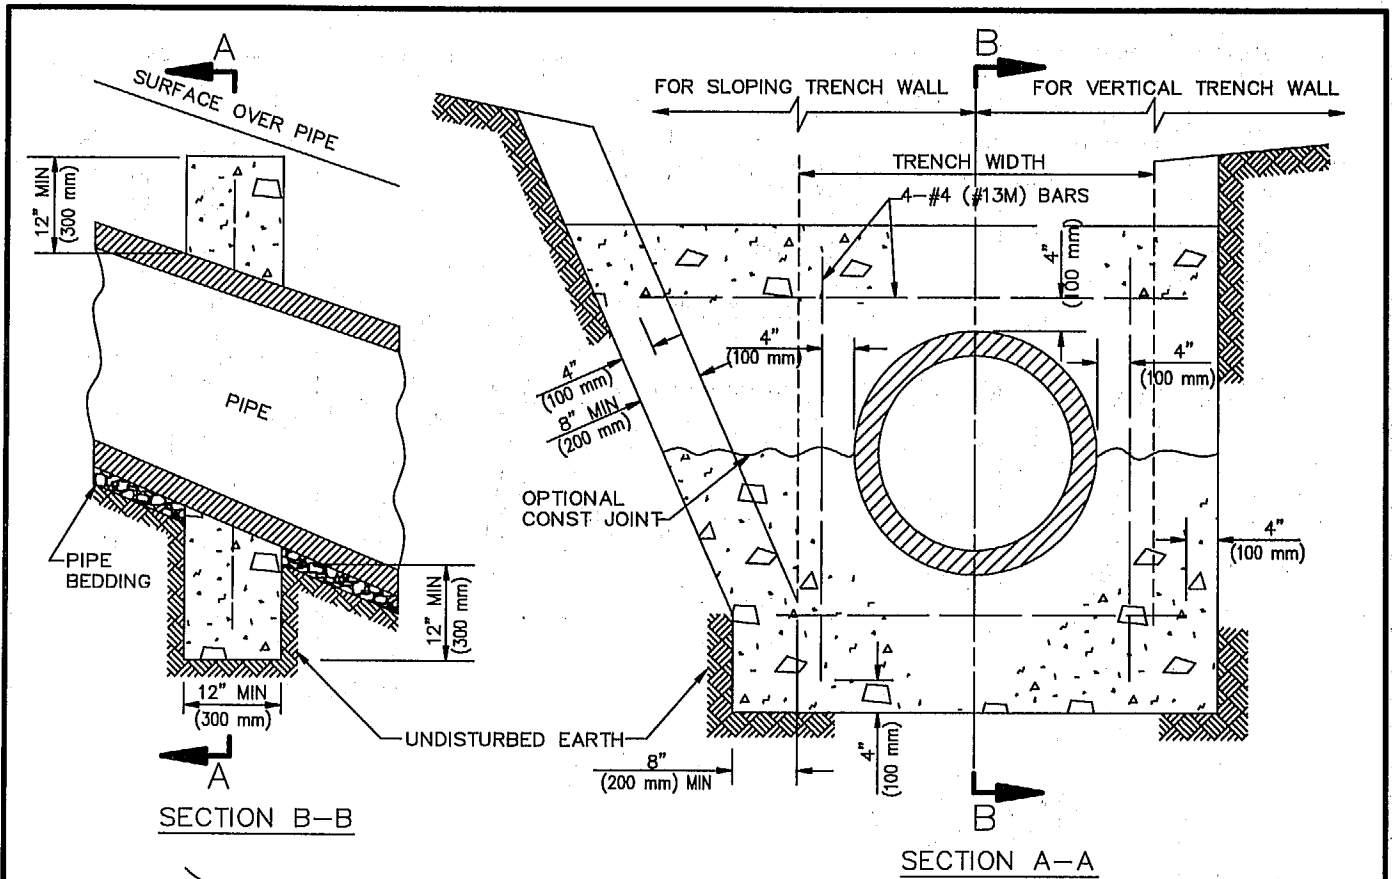 A
SURFACE OVER PIPE
12" MIN
(300 mm)
PIPE
PIPE
BEDDING
12" MIN
(300 mm)
12" MIN
(300 mm)
A
SECTION B-B
UNDISTURBED EARTH
B
FOR SLOPING TRENCH WALL
FOR VERTICAL TRENCH WALL
TRENCH WIDTH
4-#4 (#13M) BARS
4"
(100 mm)
4"
(100 mm)
4"
(100 mm)
4"
(100 mm)
8" MIN
(200 mm)
OPTIONAL
CONST JOINT
4"
(100 mm)
8"
(200 mm) MIN
4"
(100 mm)
B
SECTION A-A